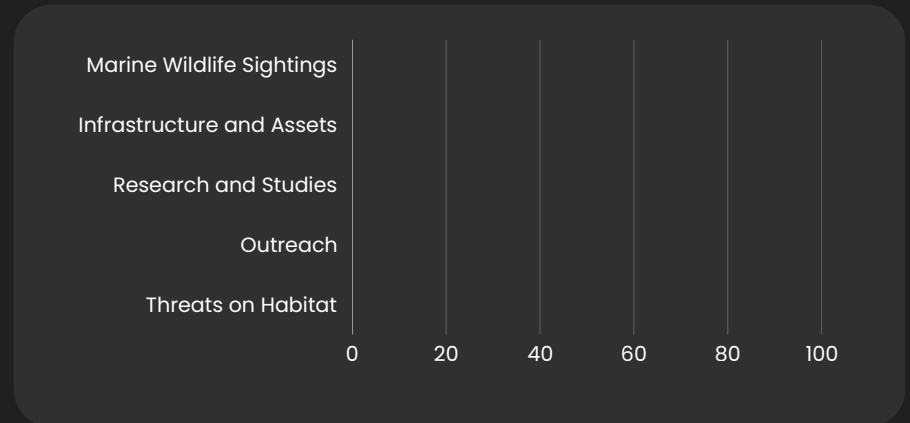 Marine Wildlife Sightings
Infrastructure and Assets
Research and Studies
Outreach
Threats on Habitat
0 20 40 60 80 100